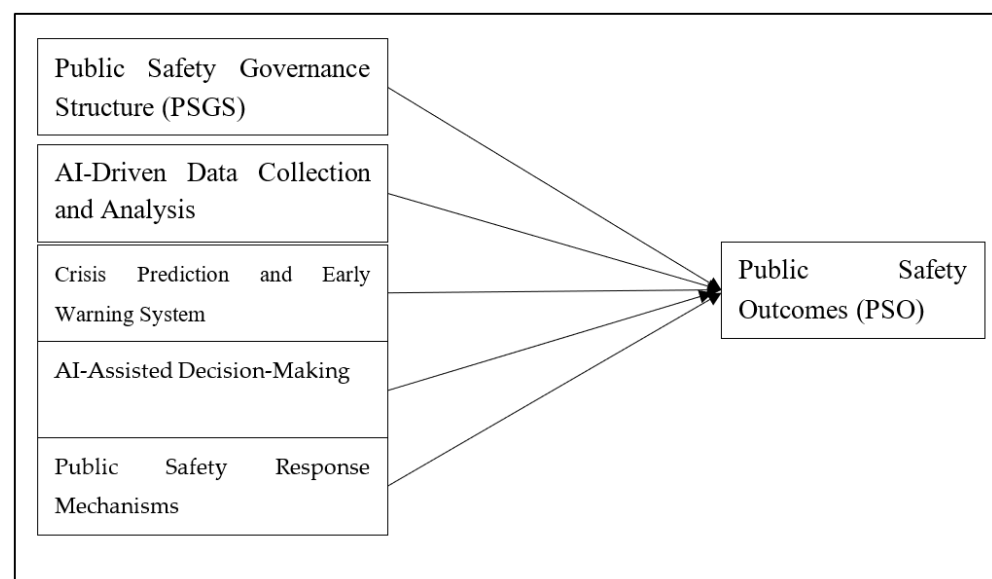 Public Safety Governance
Structure (PSGS)
AI-Driven Data Collection
and Analysis
Crisis Prediction and Early
Warning System
AI-Assisted Decision-Making
Public Safety Response
Mechanisms
Public Safety
Outcomes (PSO)